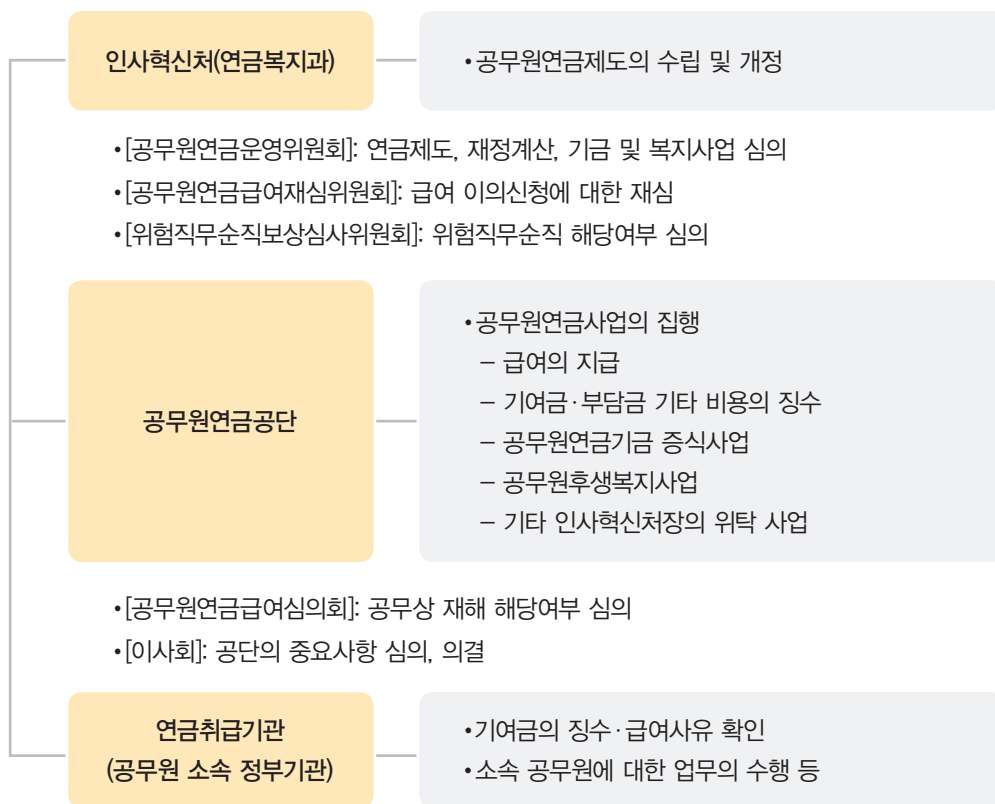 인사혁신처(연금복지과)
•공무원연금제도의 수립 및 개정
•[공무원연금운영위원회]: 연금제도, 재정계산, 기금 및 복지사업 심의
•[공무원연금급여재심위원회]: 급여 이의신청에 대한 재심
•[위험직무순직보상심사위원회]: 위험직무순직 해당여부 심의
공무원연금공단
•공무원연금사업의 집행
– 급여의 지급
– 기여금·부담금 기타 비용의 징수
– 공무원연금기금 증식사업
– 공무원후생복지사업
– 기타 인사혁신처장의 위탁 사업
•[공무원연금급여심의회]: 공무상 재해 해당여부 심의
•[이사회]: 공단의 중요사항 심의, 의결
연금취급기관
(공무원 소속 정부기관)
•기여금의 징수·급여사유 확인
•소속 공무원에 대한 업무의 수행 등